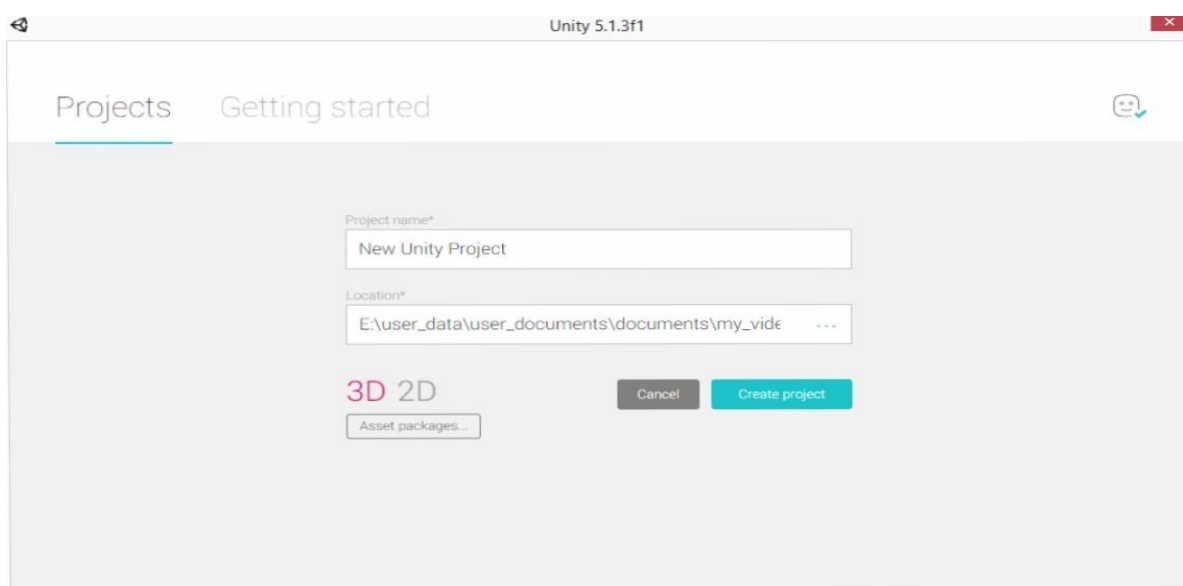 Unity 5.1.3f1
Projects Getting started
Project name*
New Unity Project
Location*
E:\user_data\user_documents\documents\my_vide ...
3D 2D
Cancel Create project
Asset packages...